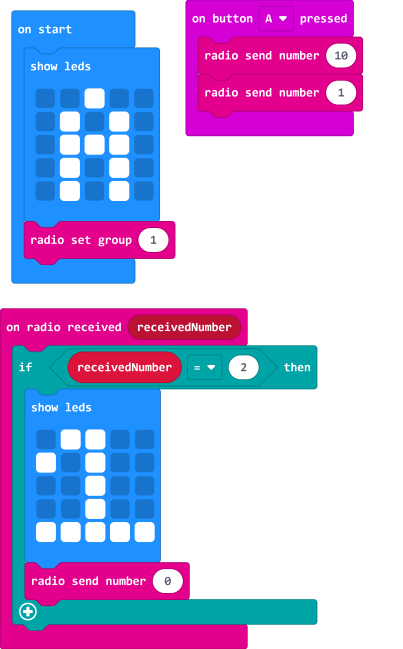 on start
show leds
radio set group 1
on button A pressed
radio send number 10
radio send number 1
on radio received receivedNumber
if receivedNumber = 2 then
show leds
radio send number 0